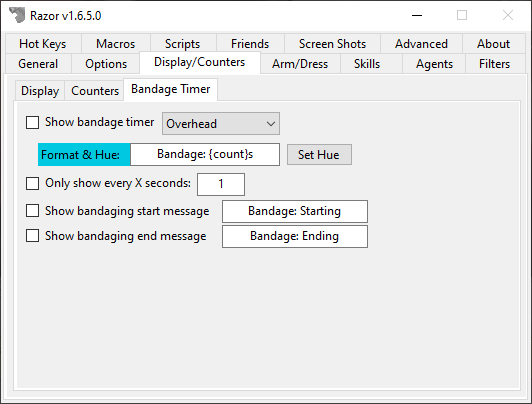 Razor v1.6.5.0
Hot Keys Macros Scripts Friends Screen Shots Advanced About
General Options Display/Counters Arm/Dress Skills Agents Filters
Display Counters Bandage Timer
Show bandage timer Overhead
Format & Hue: Bandage: {count}s Set Hue
Only show every X seconds: 1
Show bandaging start message Bandage: Starting
Show bandaging end message Bandage: Ending